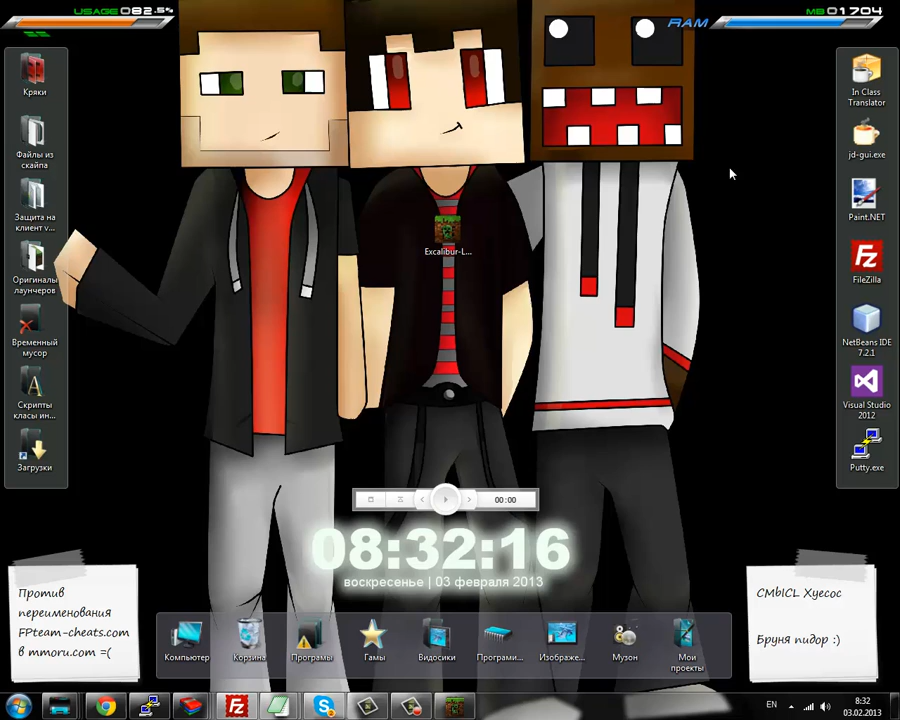 USAGE 082.5%
RAM
MB 01704
Кряки
Файлы из
скайпа
Защита на
клиент v...
Оригиналы
лаунчеров
Временный
мусор
Скрипты
класы ин...
Загрузки
Excalibur-L...
In Class
Translator
jd-gui.exe
Paint.NET
FileZilla
NetBeans IDE
7.2.1
Visual Studio
2012
Putty.exe
00:00
08:32:16
воскресенье | 03 февраля 2013
Против
переименования
FPteam-cheats.com
в mmoru.com =(
CMbICL Хуесос
Бруня пидор :)
Компьютер
Корзина
Програмы
Гамы
Видосики
Програми...
Изображе...
Музон
Мои
проекты
EN
8:32
03.02.2013